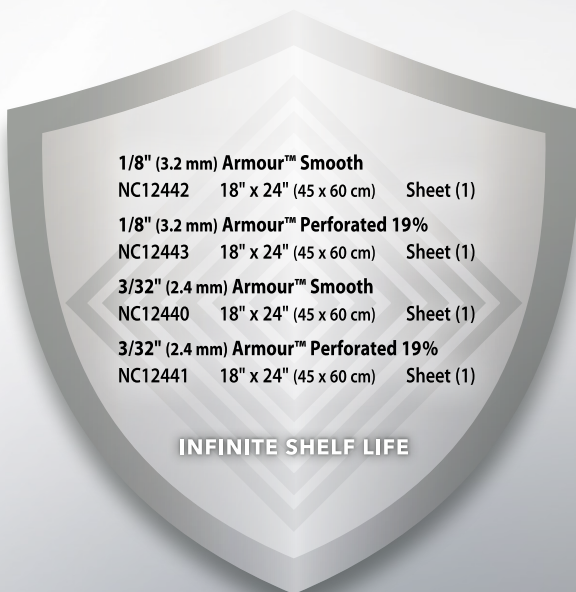 1/8" (3.2 mm) Armour™ Smooth
NC12442 18" x 24" (45 x 60 cm) Sheet (1)
1/8" (3.2 mm) Armour™ Perforated 19%
NC12443 18" x 24" (45 x 60 cm) Sheet (1)
3/32" (2.4 mm) Armour™ Smooth
NC12440 18" x 24" (45 x 60 cm) Sheet (1)
3/32" (2.4 mm) Armour™ Perforated 19%
NC12441 18" x 24" (45 x 60 cm) Sheet (1)
INFINITE SHELF LIFE